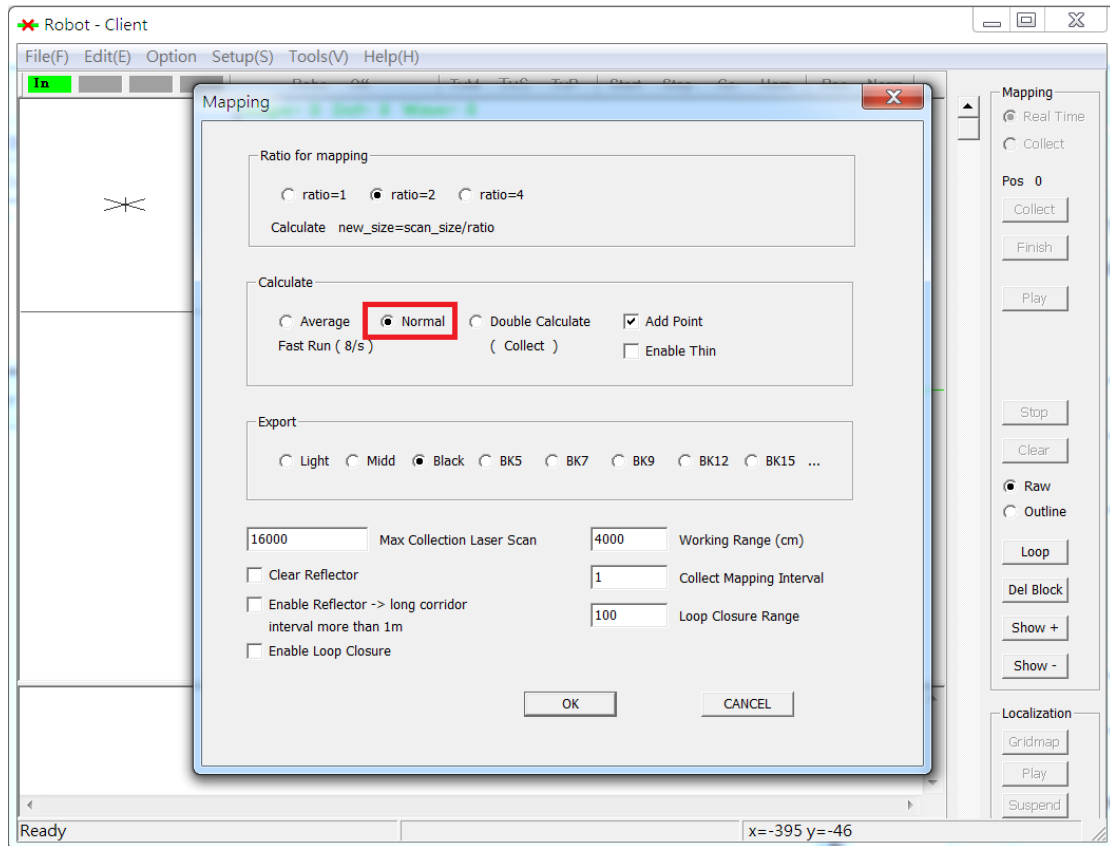 Robot - Client
File(F) Edit(E) Option Setup(S) Tools(V) Help(H)
In
Mapping
Ratio for mapping
ratio=1 ratio=2 ratio=4
Calculate new_size=scan_size/ratio
Calculate
Average Normal Double Calculate Add Point
Fast Run ( 8/s ) ( Collect ) Enable Thin
Export
Light Midd Black BK5 BK7 BK9 BK12 BK15 ...
16000 Max Collection Laser Scan 4000 Working Range (cm)
Clear Reflector 1 Collect Mapping Interval
Enable Reflector -> long corridor
interval more than 1m
100 Loop Closure Range
Enable Loop Closure
OK CANCEL
Mapping
Real Time
Collect
Pos 0
Collect
Finish
Play
Stop
Clear
Raw
Outline
Loop
Del Block
Show +
Show -
Localization
Gridmap
Play
Suspend
Ready x=-395 y=-46